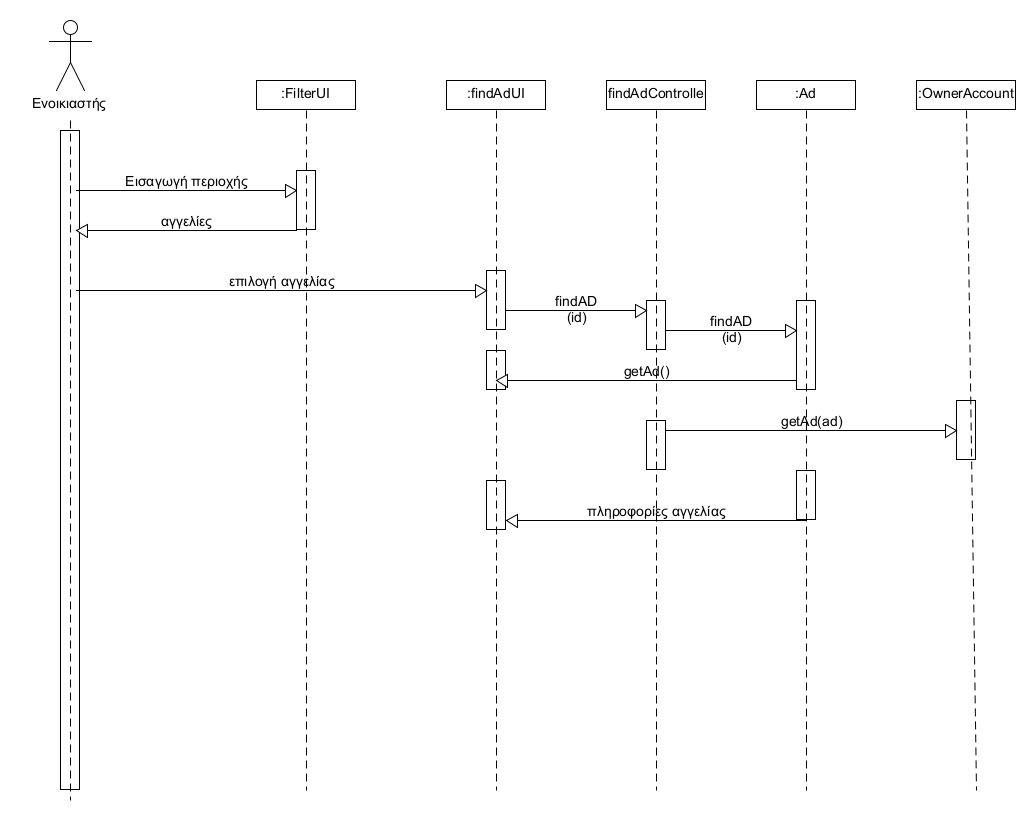 Ενοικιαστής
:FilterUI
:findAdUI
findAdControlle
:Ad
:OwnerAccount
Εισαγωγή περιοχής
αγγελίες
επιλογή αγγελίας
findAD
(id)
findAD
(id)
getAd()
getAd(ad)
πληροφορίες αγγελίας